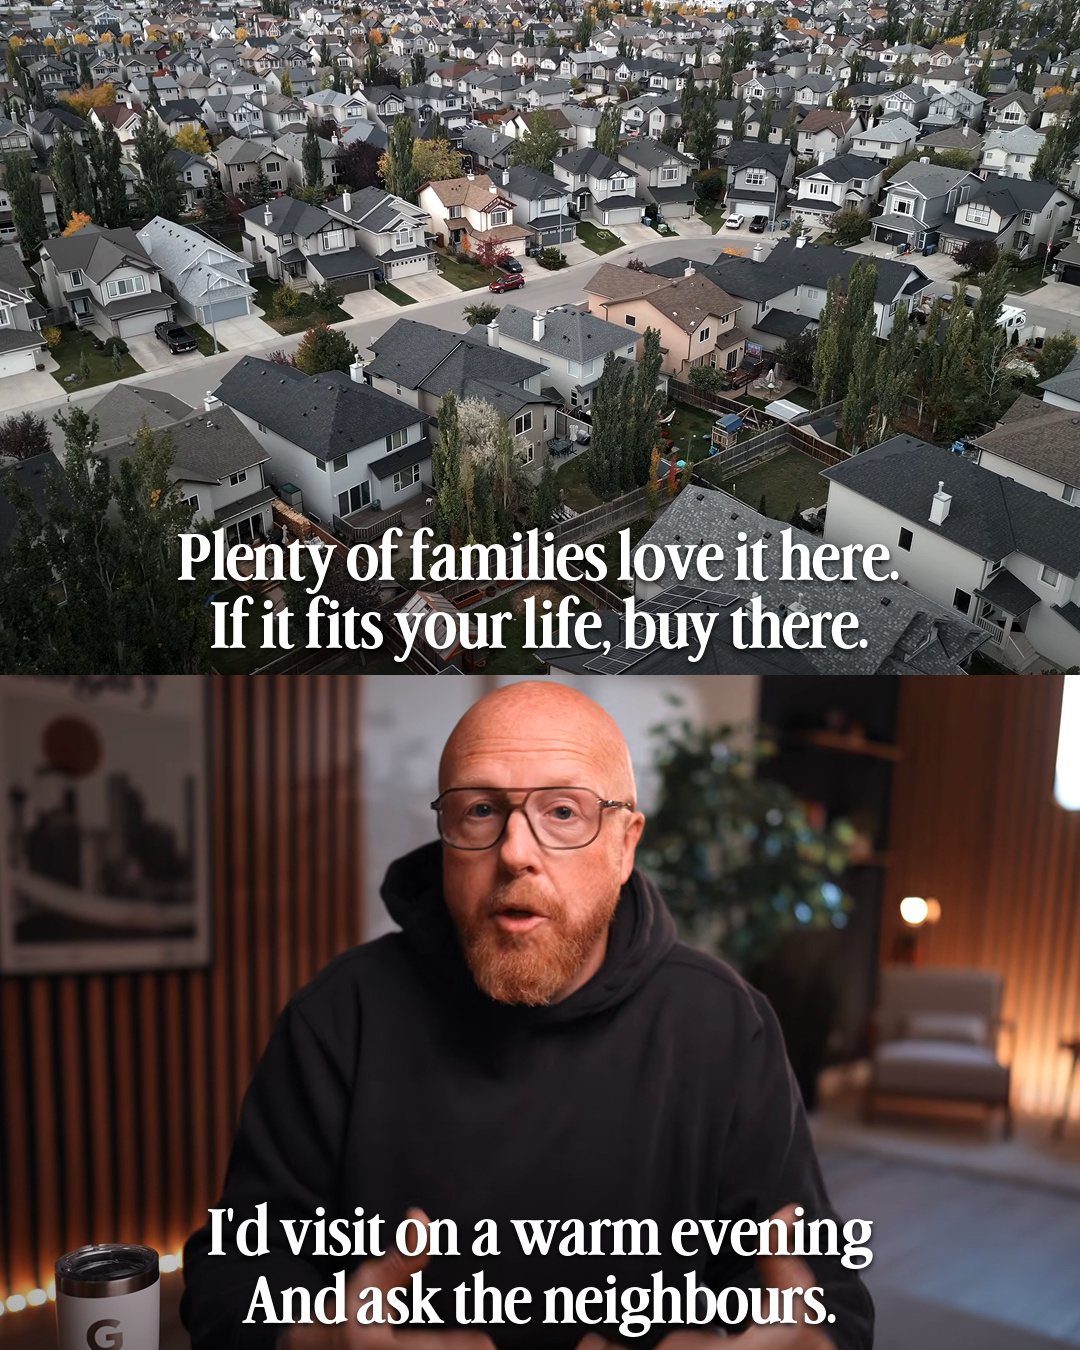 Plenty of families love it here.
If it fits your life, buy there.
I'd visit on a warm evening
And ask the neighbours.
G